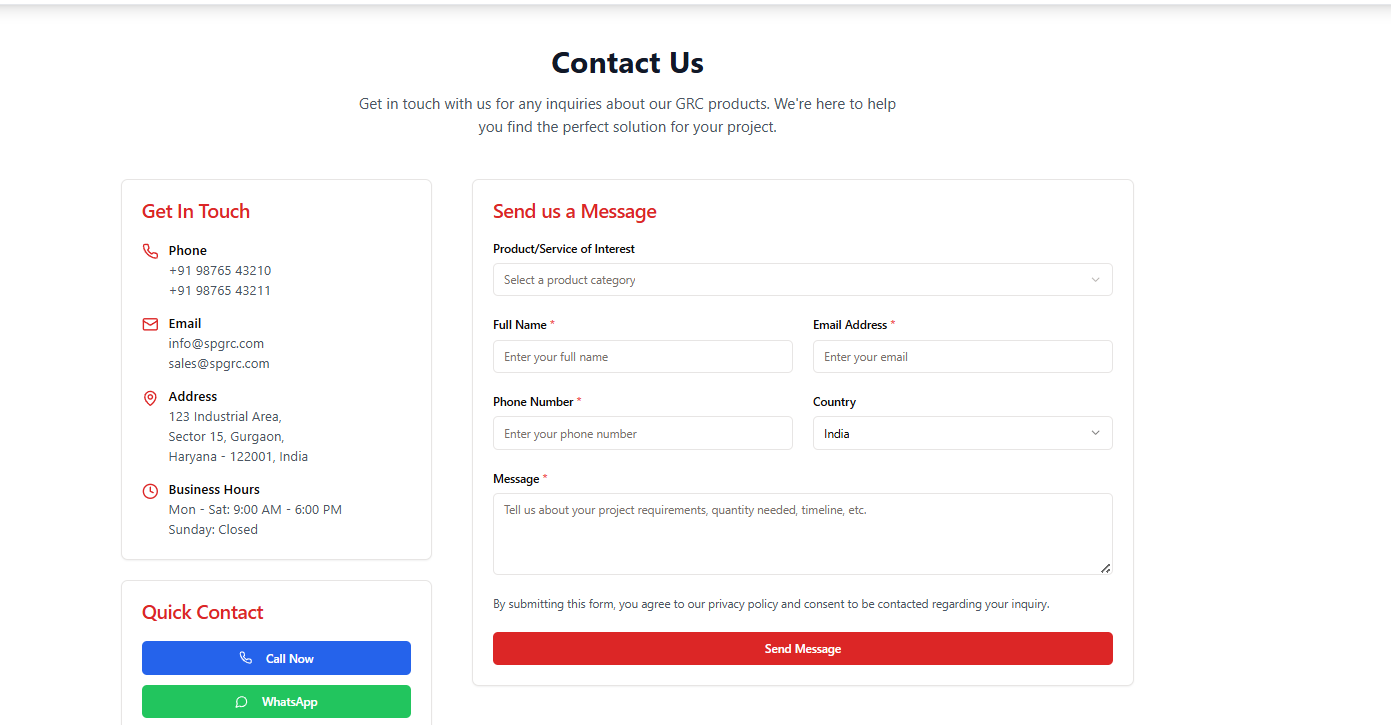 Contact Us
Get in touch with us for any inquiries about our GRC products. We're here to help
you find the perfect solution for your project.
Get In Touch
Phone
+91 98765 43210
+91 98765 43211
Email
info@spgrc.com
sales@spgrc.com
Address
123 Industrial Area,
Sector 15, Gurgaon,
Haryana - 122001, India
Business Hours
Mon - Sat: 9:00 AM - 6:00 PM
Sunday: Closed
Quick Contact
Call Now
WhatsApp
Send us a Message
Product/Service of Interest
Select a product category
Full Name *
Enter your full name
Email Address *
Enter your email
Phone Number *
Enter your phone number
Country
India
Message *
Tell us about your project requirements, quantity needed, timeline, etc.
By submitting this form, you agree to our privacy policy and consent to be contacted regarding your inquiry.
Send Message